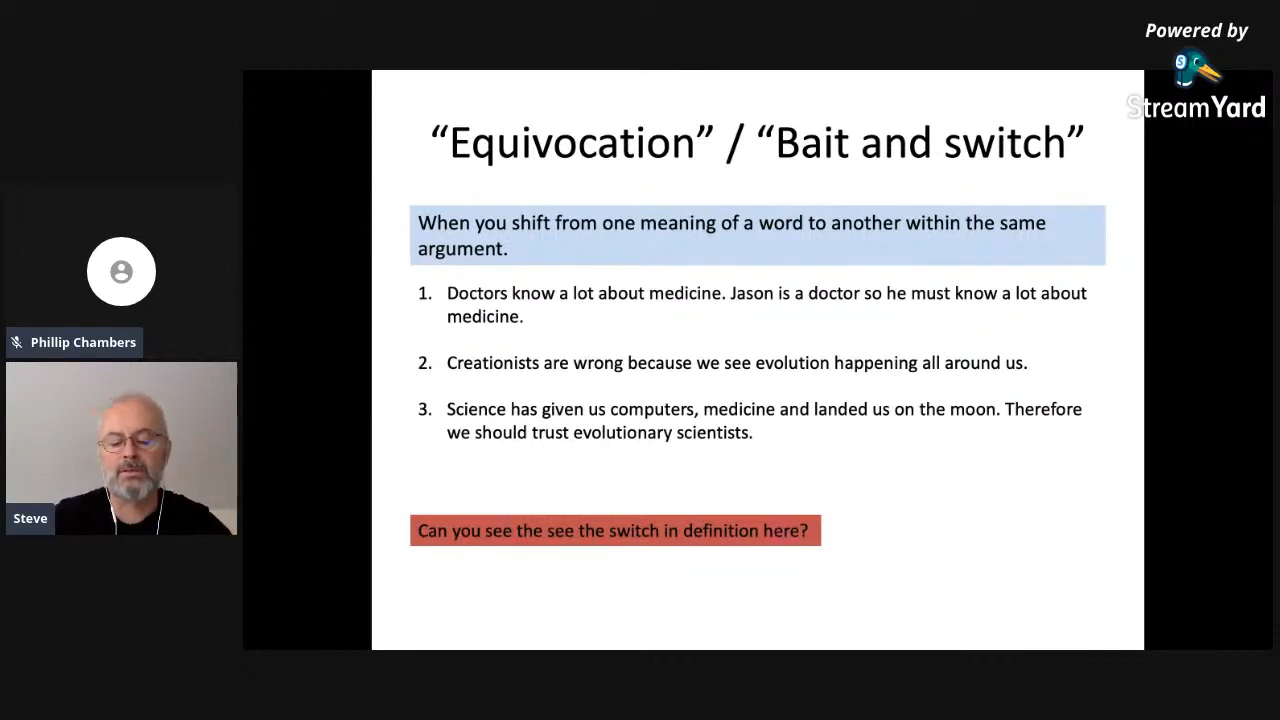 Powered by
StreamYard
“Equivocation” / “Bait and switch”
When you shift from one meaning of a word to another within the same
argument.
1. Doctors know a lot about medicine. Jason is a doctor so he must know a lot about
medicine.
2. Creationists are wrong because we see evolution happening all around us.
3. Science has given us computers, medicine and landed us on the moon. Therefore
we should trust evolutionary scientists.
Can you see the see the switch in definition here?
Phillip Chambers
Steve